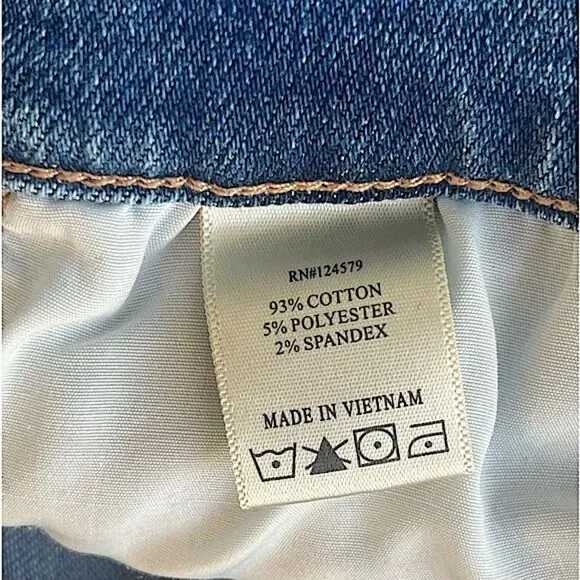 RN#124579
93% COTTON
5% POLYESTER
2% SPANDEX
MADE IN VIETNAM